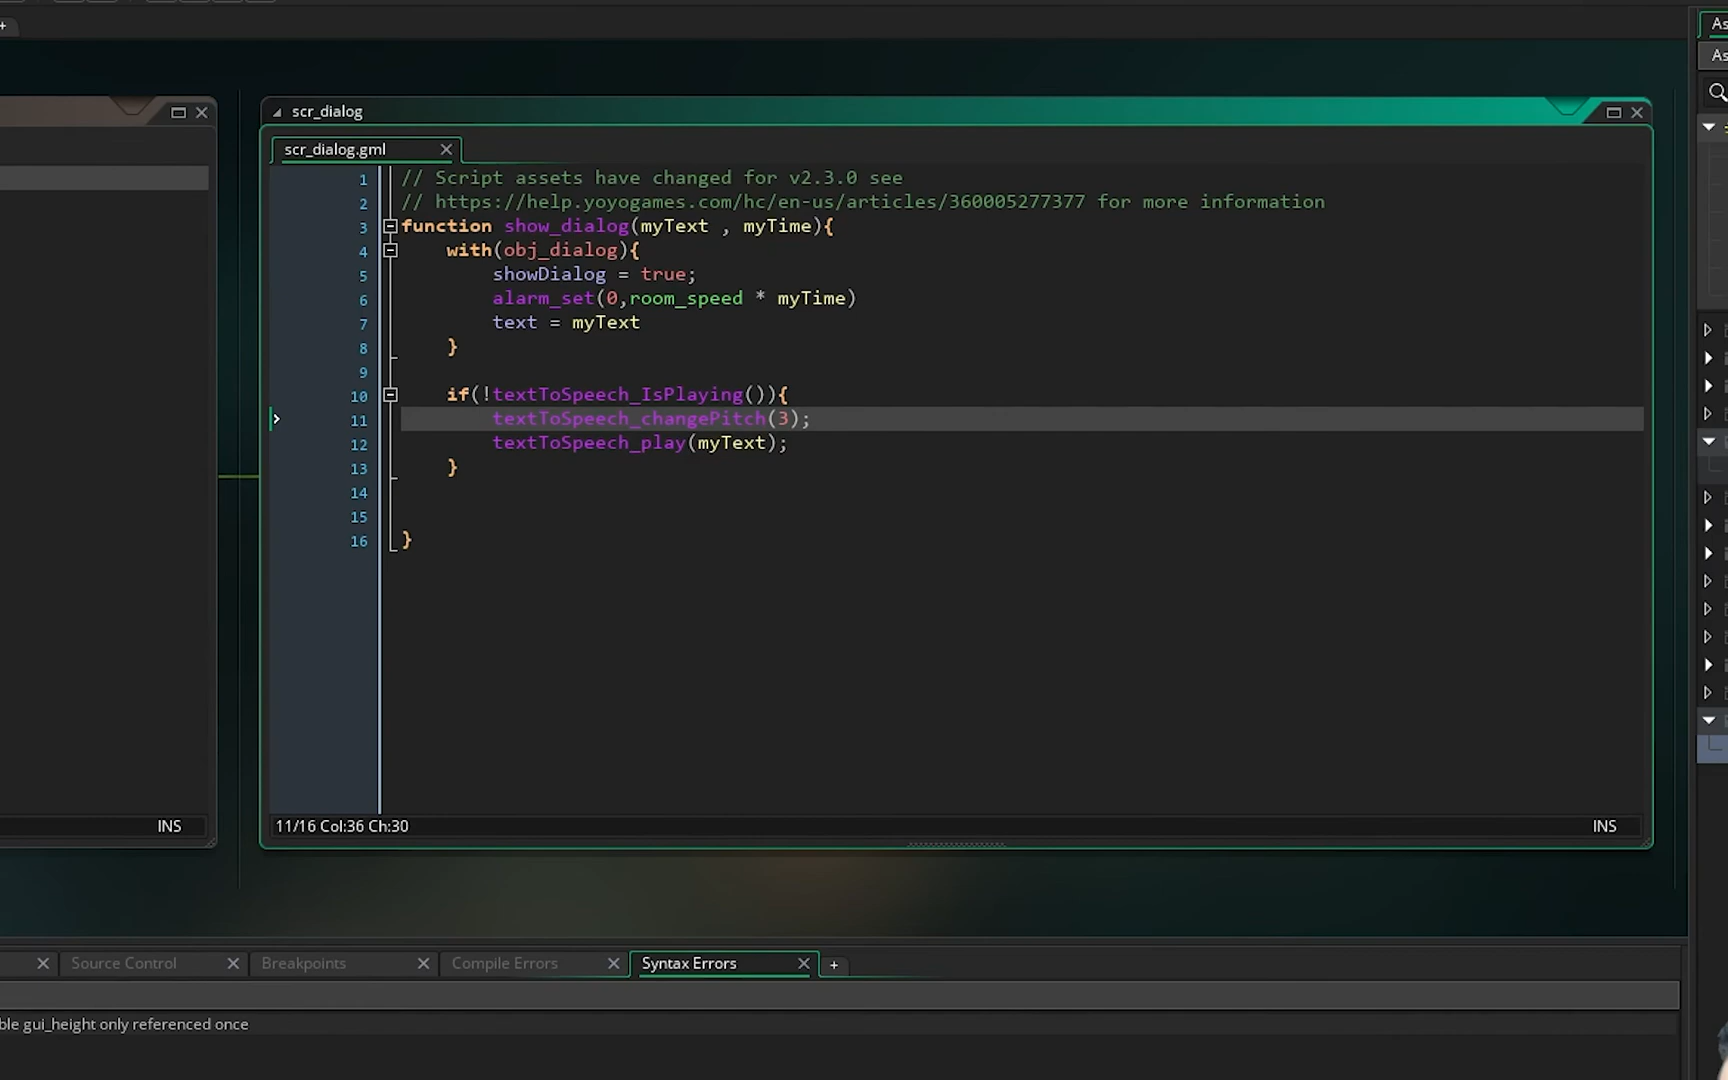 +
As
As
scr_dialog
scr_dialog.gml
1 // Script assets have changed for v2.3.0 see
2 // https://help.yoyogames.com/hc/en-us/articles/360005277377 for more information
3 function show_dialog(myText , myTime){
4 with(obj_dialog){
5 showDialog = true;
6 alarm_set(0,room_speed * myTime)
7 text = myText
8 }
9
10 if(!textToSpeech_IsPlaying()){
11 textToSpeech_changePitch(3);
12 textToSpeech_play(myText);
13 }
14
15
16 }
INS
11/16 Col:36 Ch:30
INS
Source Control
Breakpoints
Compile Errors
Syntax Errors
+
ble gui_height only referenced once